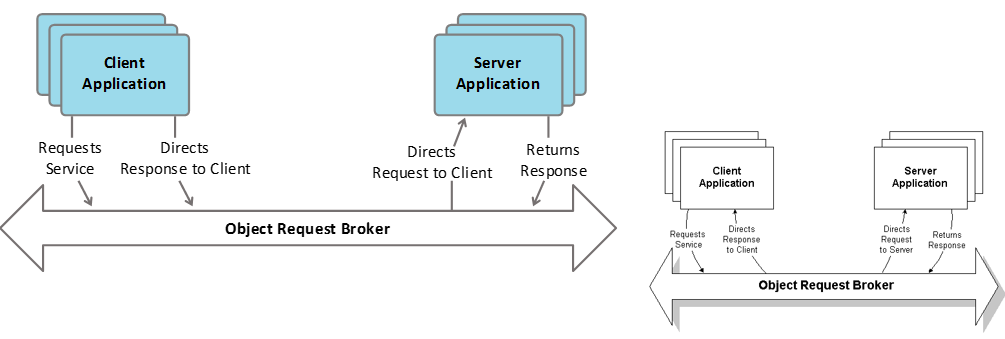 Client
Application
Server
Application
Requests
Service
Directs
Response to Client
Directs
Request to Client
Returns
Response
Object Request Broker
Client
Application
Server
Application
Requests
Service
Directs
Response
to Client
Directs
Request
to Server
Returns
Response
Object Request Broker